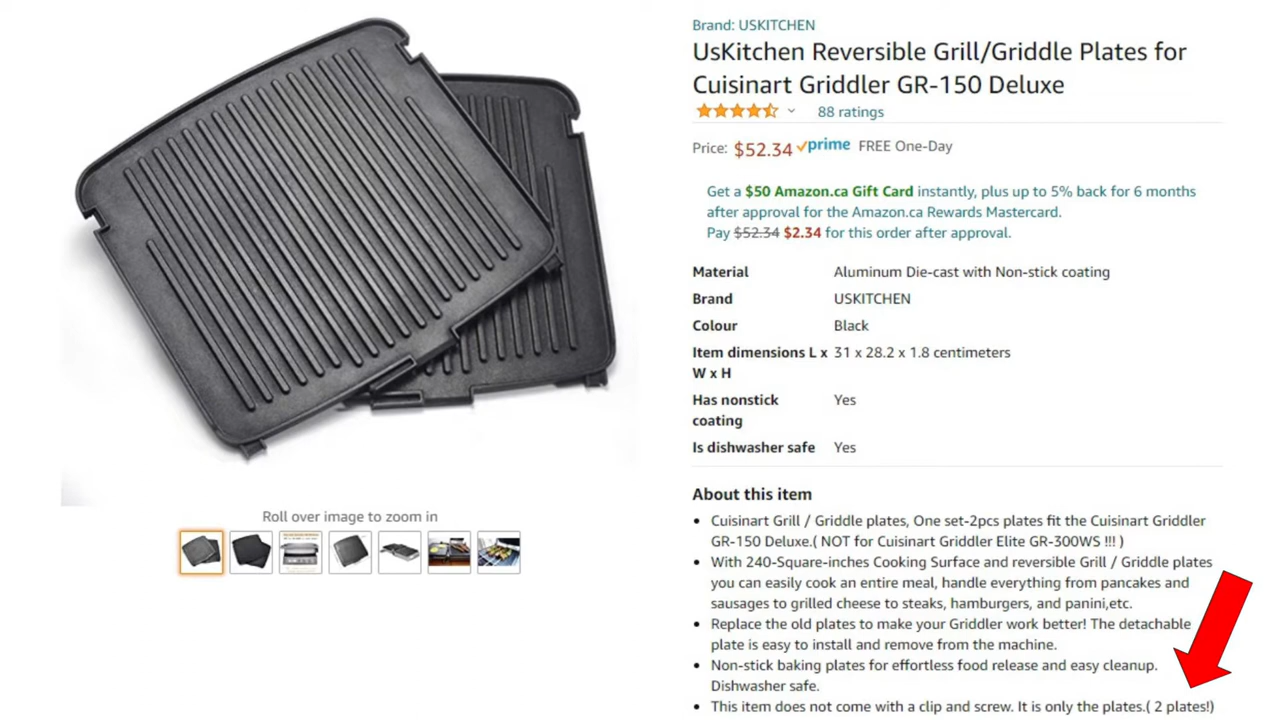 Brand: USKITCHEN
UsKitchen Reversible Grill/Griddle Plates for
Cuisinart Griddler GR-150 Deluxe
88 ratings
Price: $52.34 prime FREE One-Day
Get a $50 Amazon.ca Gift Card instantly, plus up to 5% back for 6 months
after approval for the Amazon.ca Rewards Mastercard.
Pay $52.34 $2.34 for this order after approval.
Material Aluminum Die-cast with Non-stick coating
Brand USKITCHEN
Colour Black
Item dimensions L x 31 x 28.2 x 1.8 centimeters
W x H
Has nonstick Yes
coating
Is dishwasher safe Yes
About this item
• Cuisinart Grill / Griddle plates, One set-2pcs plates fit the Cuisinart Griddler
GR-150 Deluxe.( NOT for Cuisinart Griddler Elite GR-300WS !!! )
• With 240-Square-inches Cooking Surface and reversible Grill / Griddle plates
you can easily cook an entire meal, handle everything from pancakes and
sausages to grilled cheese to steaks, hamburgers, and panini,etc.
• Replace the old plates to make your Griddler work better! The detachable
plate is easy to install and remove from the machine.
• Non-stick baking plates for effortless food release and easy cleanup.
Dishwasher safe.
• This item does not come with a clip and screw. It is only the plates.( 2 plates!)
Roll over image to zoom in